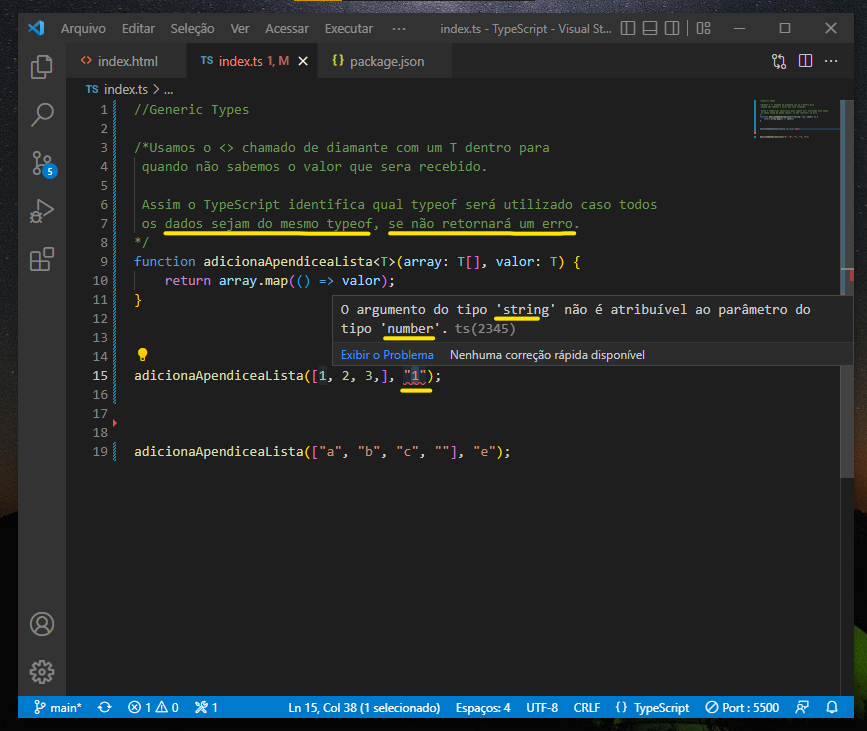 Arquivo Editar Seleção Ver Acessar Executar ··· index.ts - TypeScript - Visual St...
<> index.html TS index.ts 1, M {} package.json
TS index.ts > ...
1 //Generic Types
2
3 /*Usamos o <> chamado de diamante com um T dentro para
4 quando não sabemos o valor que sera recebido.
5
6 Assim o TypeScript identifica qual typeof será utilizado caso todos
7 os dados sejam do mesmo typeof, se não retornará um erro.
8 */
9 function adicionaApendiceaLista<T>(array: T[], valor: T) {
10 return array.map(() => valor);
11 }
12
O argumento do tipo 'string' não é atribuível ao parâmetro do
tipo 'number'. ts(2345)
13
Exibir o Problema Nenhuma correção rápida disponível
14
15 adicionaApendiceaLista([1, 2, 3,], "1");
16
17
18
19 adicionaApendiceaLista(["a", "b", "c", ""], "e");
5
main* 1 0 1 Ln 15, Col 38 (1 selecionado) Espaços: 4 UTF-8 CRLF {} TypeScript Port : 5500